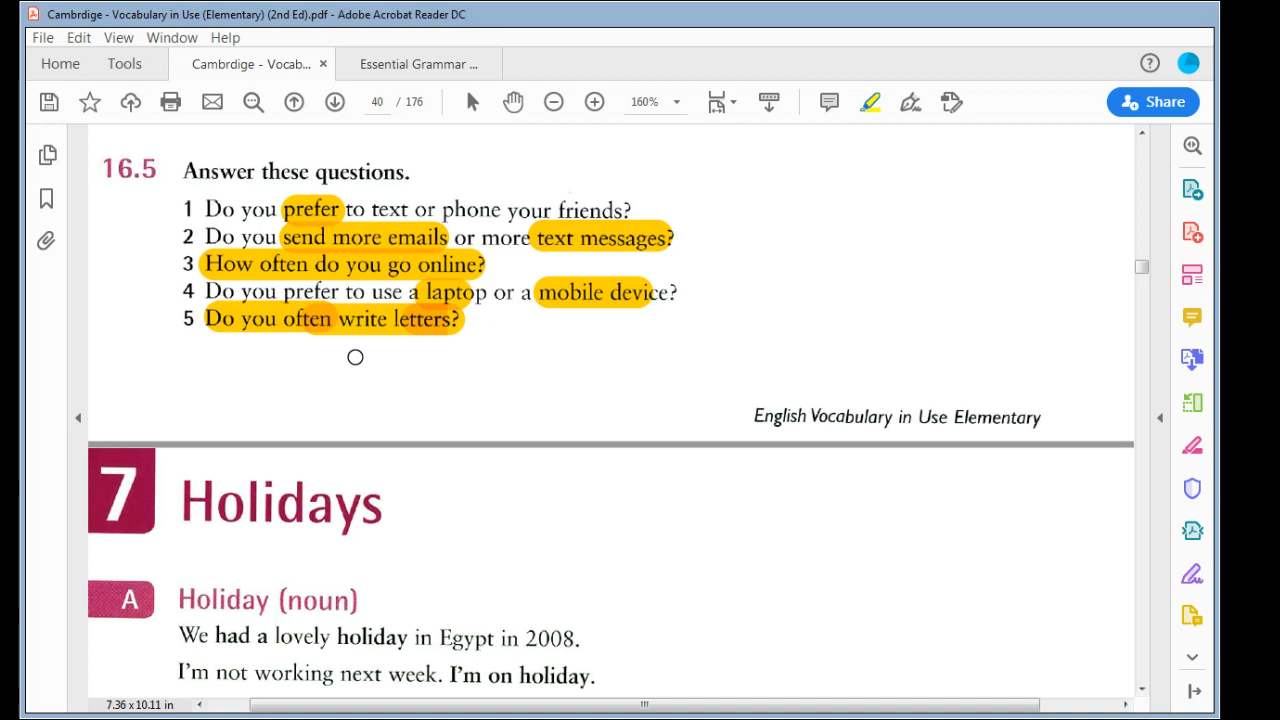 Cambrdige - Vocabulary in Use (Elementary) (2nd Ed).pdf - Adobe Acrobat Reader DC
File Edit View Window Help
Home Tools Cambrdige - Vocab... × Essential Grammar ...
40 / 176 160% Share
16.5 Answer these questions.
1 Do you prefer to text or phone your friends?
2 Do you send more emails or more text messages?
3 How often do you go online?
4 Do you prefer to use a laptop or a mobile device?
5 Do you often write letters?
English Vocabulary in Use Elementary
7 Holidays
A Holiday (noun)
We had a lovely holiday in Egypt in 2008.
I'm not working next week. I'm on holiday.
7.36 x 10.11 in